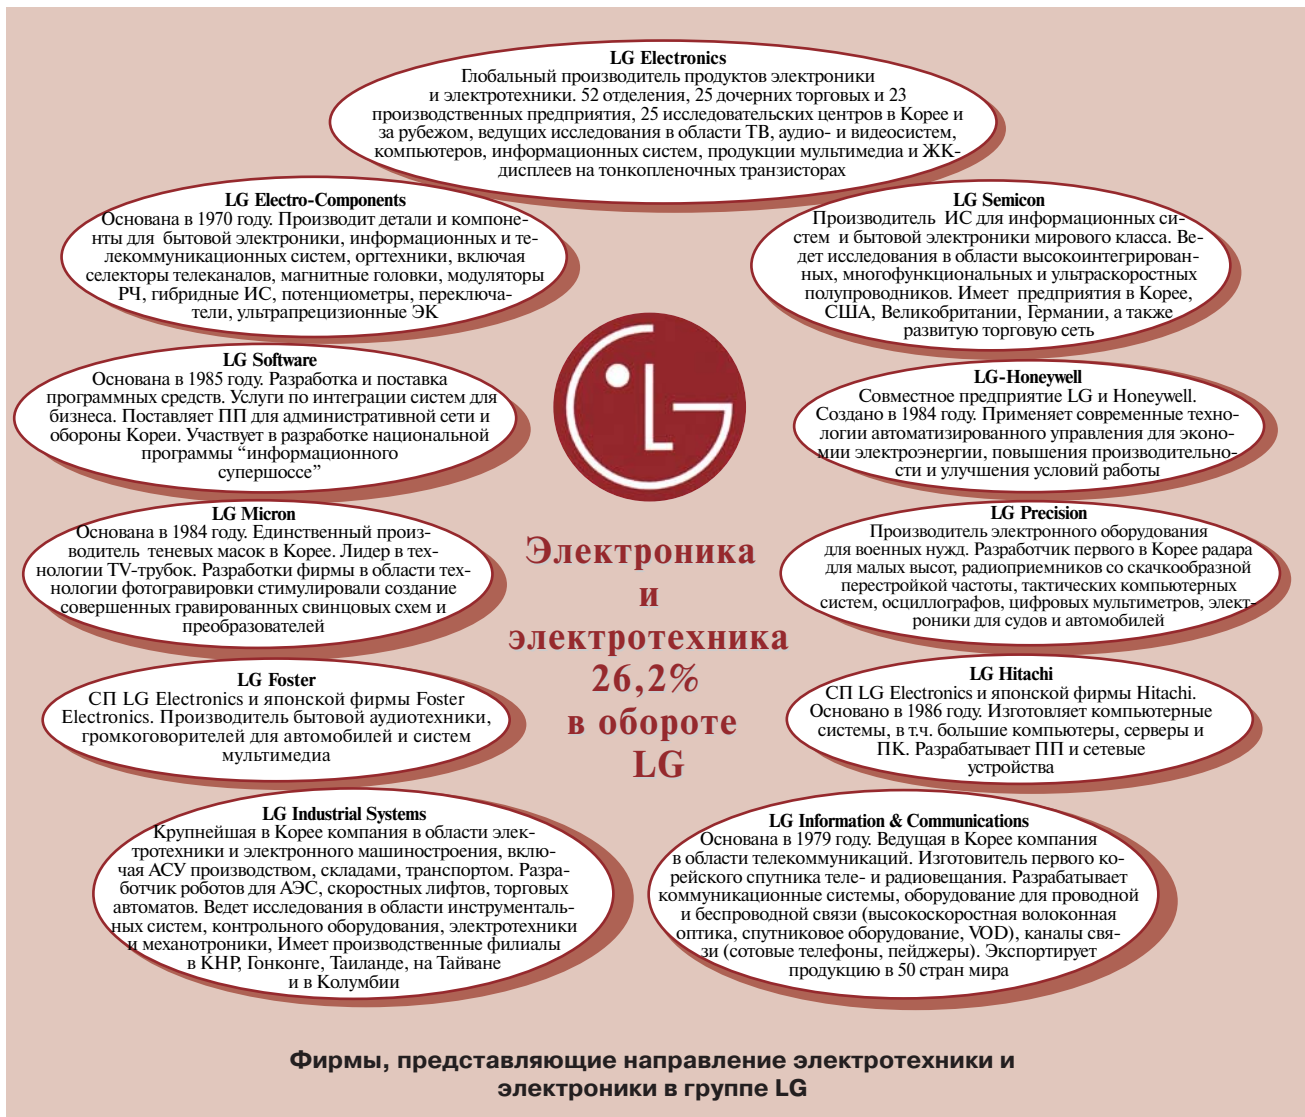 LG Electronics
Глобальный производитель продуктов электроники
и электротехники. 52 отделения, 25 дочерних торговых и 23
производственных предприятия, 25 исследовательских центров в Корее и
за рубежом, ведущих исследования в области ТВ, аудио- и видеосистем,
компьютеров, информационных систем, продукции мультимедиа и ЖК-
дисплеев на тонкопленочных транзисторах
LG Electro-Components
Основана в 1970 году. Производит детали и компоне-
нты для бытовой электроники, информационных и те-
лекоммуникационных систем, оргтехники, включая
селекторы телеканалов, магнитные головки, модуляторы
РЧ, гибридные ИС, потенциометры, переключа-
тели, ультрапрецизионные ЭК
LG Semicon
Производитель ИС для информационных си-
стем и бытовой электроники мирового класса. Ве-
дет исследования в области высокоинтегрирован-
ных, многофункциональных и ультраскоростных
полупроводников. Имеет предприятия в Корее,
США, Великобритании, Германии, а также
развитую торговую сеть
LG Software
Основана в 1985 году. Разработка и поставка
программных средств. Услуги по интеграции систем для
бизнеса. Поставляет ПП для административной сети и
обороны Кореи. Участвует в разработке национальной
программы “информационного
супершоссе”
LG-Honeywell
Совместное предприятие LG и Honeywell.
Создано в 1984 году. Применяет современные техно-
логии автоматизированного управления для эконо-
мии электроэнергии, повышения производительно-
сти и улучшения условий работы
LG Micron
Основана в 1984 году. Единственный произ-
водитель теневых масок в Корее. Лидер в тех-
нологии TV-трубок. Разработки фирмы в области тех-
нологии фотогравировки стимулировали создание
совершенных гравированных свинцовых схем и
преобразователей
LG Precision
Производитель электронного оборудования
для военных нужд. Разработчик первого в Корее радара
для малых высот, радиоприемников со скачкообразной
перестройкой частоты, тактических компьютерных
систем, осциллографов, цифровых мультиметров, элект-
роники для судов и автомобилей
LG Foster
СП LG Electronics и японской фирмы Foster
Electronics. Производитель бытовой аудиотехники,
громкоговорителей для автомобилей и систем
мультимедиа
LG Hitachi
СП LG Electronics и японской фирмы Hitachi.
Основано в 1986 году. Изготовляет компьютерные
системы, в т.ч. большие компьютеры, серверы и
ПК. Разрабатывает ПП и сетевые
устройства
LG
Электроника
и
электротехника
26,2%
в обороте
LG
LG Industrial Systems
Крупнейшая в Корее компания в области элек-
тротехники и электронного машиностроения, вклю-
чая АСУ производством, складами, транспортом. Разра-
ботчик роботов для АЭС, скоростных лифтов, торговых
автоматов. Ведет исследования в области инструменталь-
ных систем, контрольного оборудования, электротехники
и механотроники, Имеет производственные филиалы
в КНР, Гонконге, Таиланде, на Тайване
и в Колумбии
LG Information & Communications
Основана в 1979 году. Ведущая в Корее компания
в области телекоммуникаций. Изготовитель первого ко-
рейского спутника теле- и радиовещания. Разрабатывает
коммуникационные системы, оборудование для проводной
и беспроводной связи (высокоскоростная волоконная
оптика, спутниковое оборудование, VOD), каналы свя-
зи (сотовые телефоны, пейджеры). Экспортирует
продукцию в 50 стран мира
Фирмы, представляющие направление электротехники и
электроники в группе LG